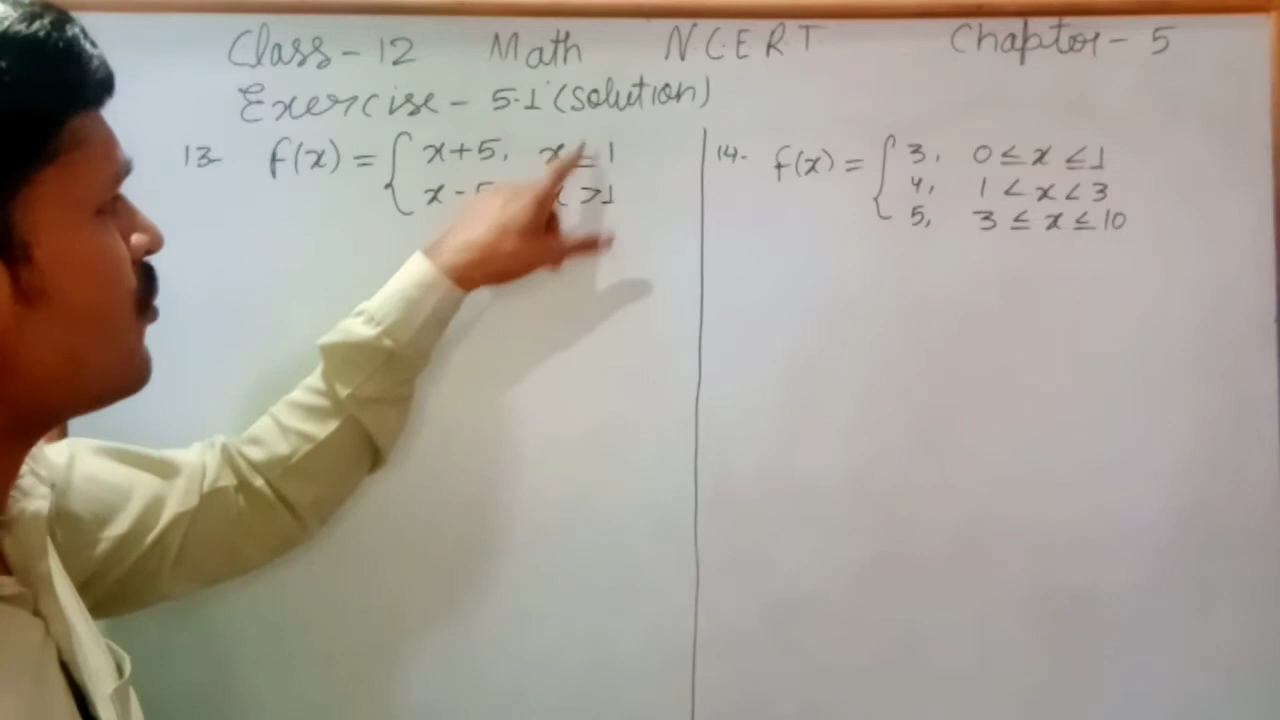 Class-12 Math NCERT Chaptor-5
Exercise-5.1 (Solution)
13- f(x) = { x+5, x ≤ 1
x-5 x >1
14- f(x) = { 3, 0 ≤ x ≤ 1
4, 1 < x < 3
5, 3 ≤ x ≤ 10